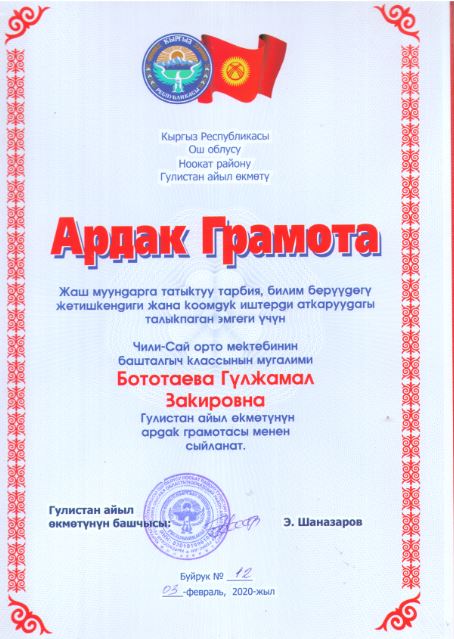 КЫРГЫЗ
РЕСПУБЛИКАСЫ
Кыргыз Республикасы
Ош облусу
Ноокат району
Гулистан айыл өкмөтү
Ардак Грамота
Жаш муундарга татыктуу тарбия, билим берүүдөгү
жетишкендиги жана коомдук иштерди аткаруудагы
талыкпаган эмгеги үчүн
Чили-Сай орто мектебинин
башталгыч классынын мугалими
Бототаева Гүлжамал
Закировна
Гулистан айыл өкмөтүнүн
ардак грамотасы менен
сыйланат.
Гулистан айыл
өкмөтүнүн башчысы:
Э. Шаназаров
Буйрук № 12
03-февраль, 2020-жыл